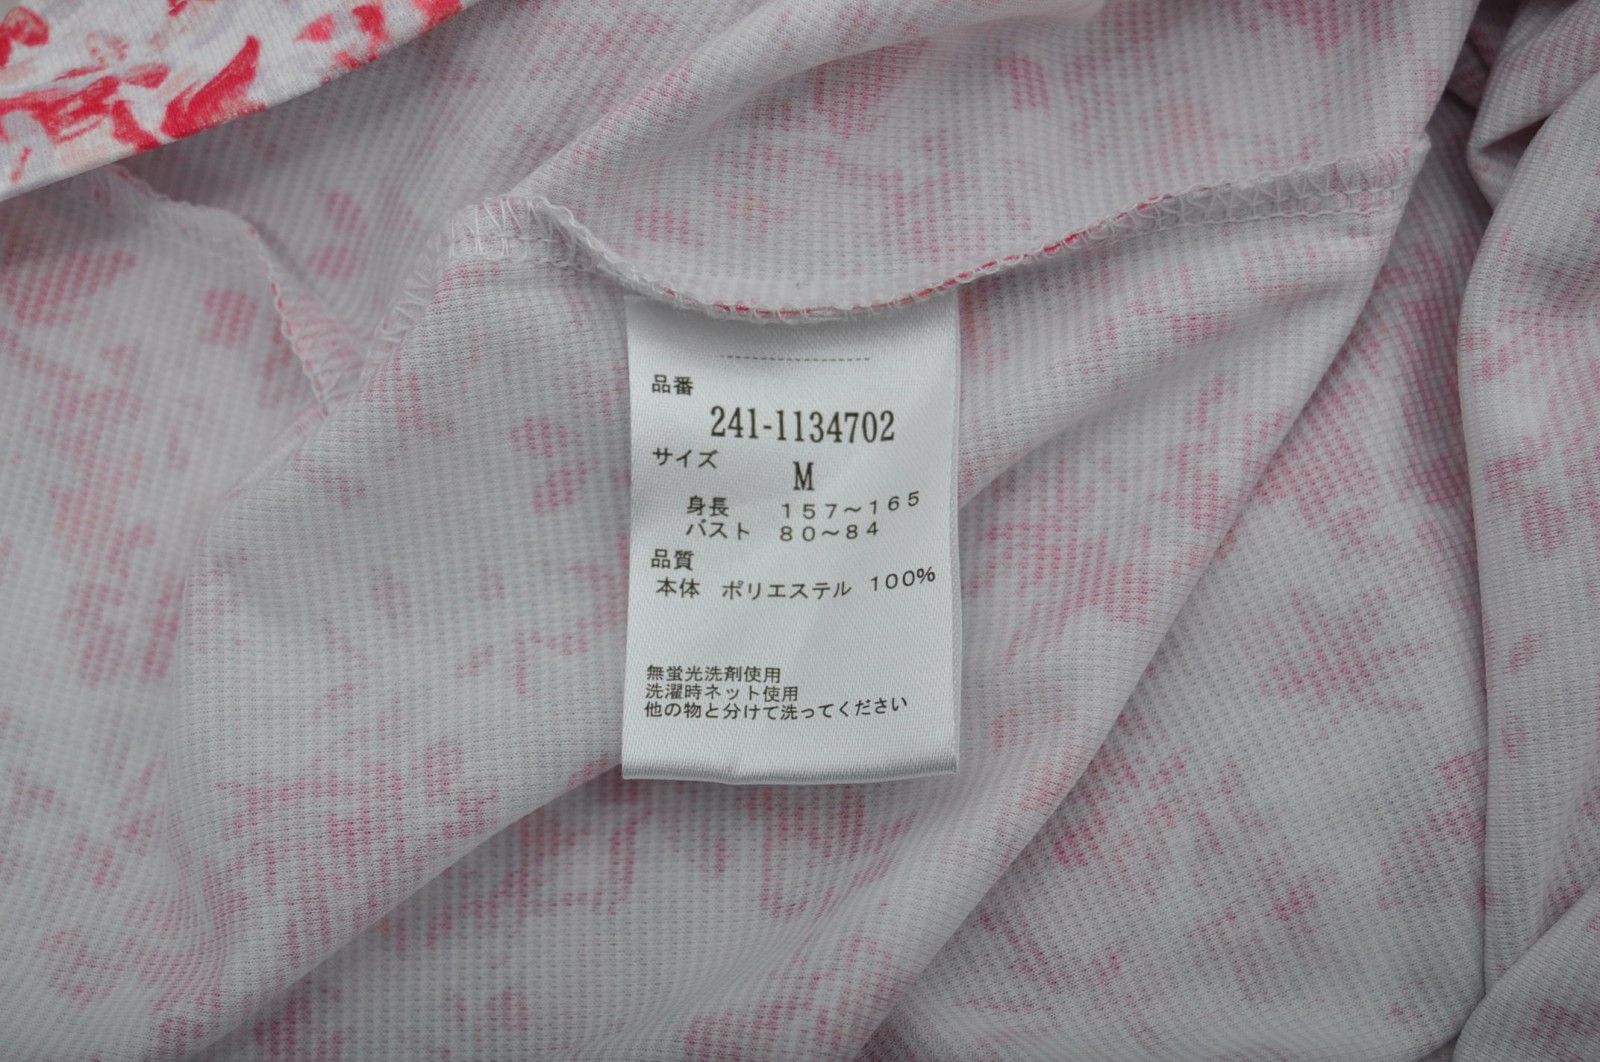 品番
241-1134702
サイズ
M
身長 157～165
バスト 80～84
品質
本体 ポリエステル 100%
無蛍光洗剤使用
洗濯時ネット使用
他の物と分けて洗ってください